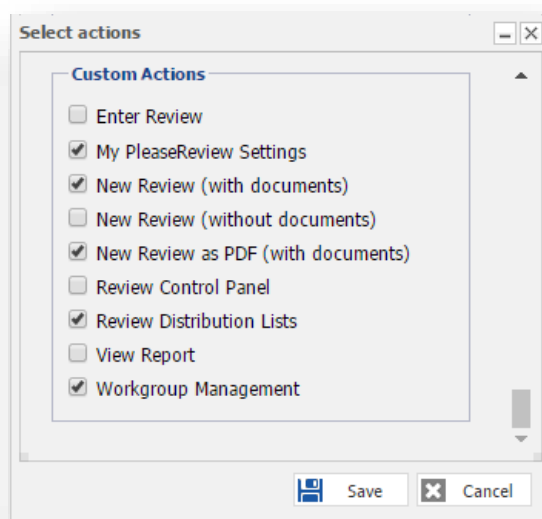 Select actions
Custom Actions
Enter Review
My PleaseReview Settings
New Review (with documents)
New Review (without documents)
New Review as PDF (with documents)
Review Control Panel
Review Distribution Lists
View Report
Workgroup Management
Save Cancel